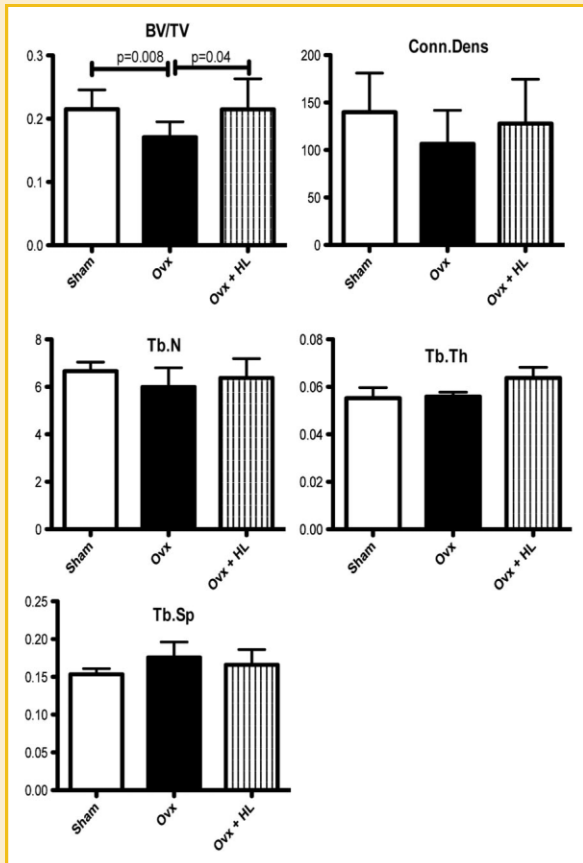 BV/TV
p=0.008 p=0.04
0.3
0.2
0.1
0.0
Sham Ovx Ovx + HL
Conn.Dens
200
150
100
50
0
Sham Ovx Ovx + HL
Tb.N
8
6
4
2
0
Sham Ovx Ovx + HL
Tb.Th
0.08
0.06
0.04
0.02
0.00
Sham Ovx Ovx + HL
Tb.Sp
0.25
0.20
0.15
0.10
0.05
0.00
Sham Ovx Ovx + HL